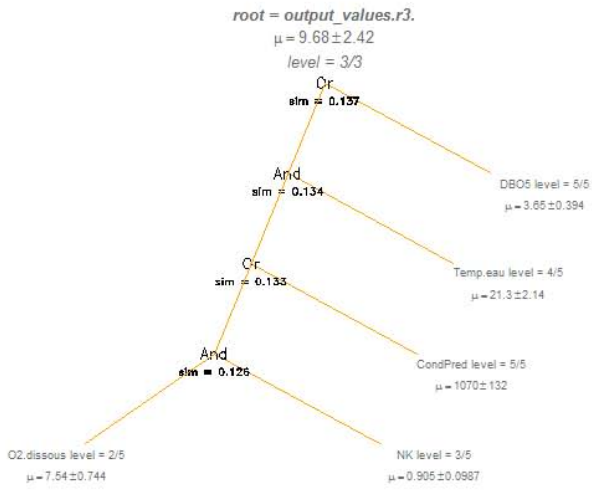 root = output_values.r3.
μ = 9.68±2.42
level = 3/3
Or
sim = 0.137
And
sim = 0.134
DBO5 level = 5/5
μ = 3.65±0.394
Or
sim = 0.133
Temp.eau level = 4/5
μ = 21.3±2.14
And
sim = 0.126
CondPred level = 5/5
μ = 1070±132
O2.dissous level = 2/5
μ = 7.54±0.744
NK level = 3/5
μ = 0.905±0.0987